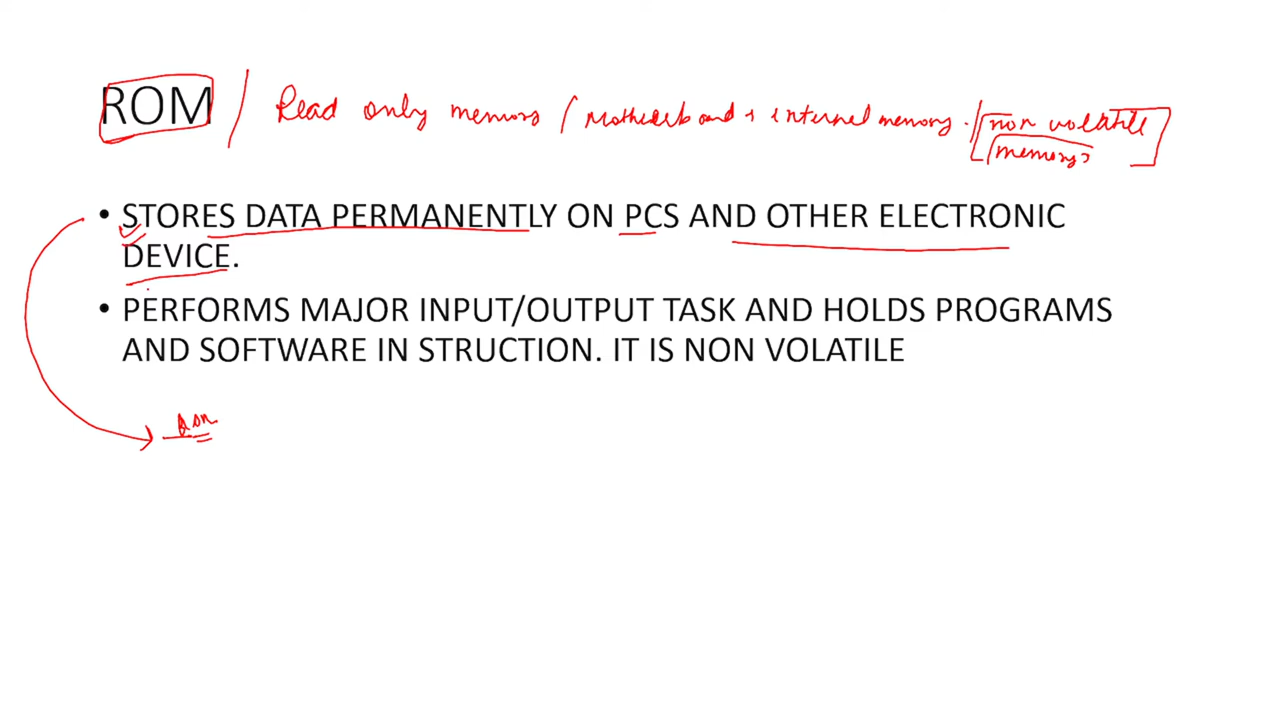 ROM / Read only memory / Motherboard's internal memory. / non volatile
memory
• STORES DATA PERMANENTLY ON PCS AND OTHER ELECTRONIC
DEVICE.
• PERFORMS MAJOR INPUT/OUTPUT TASK AND HOLDS PROGRAMS
AND SOFTWARE IN STRUCTION. IT IS NON VOLATILE